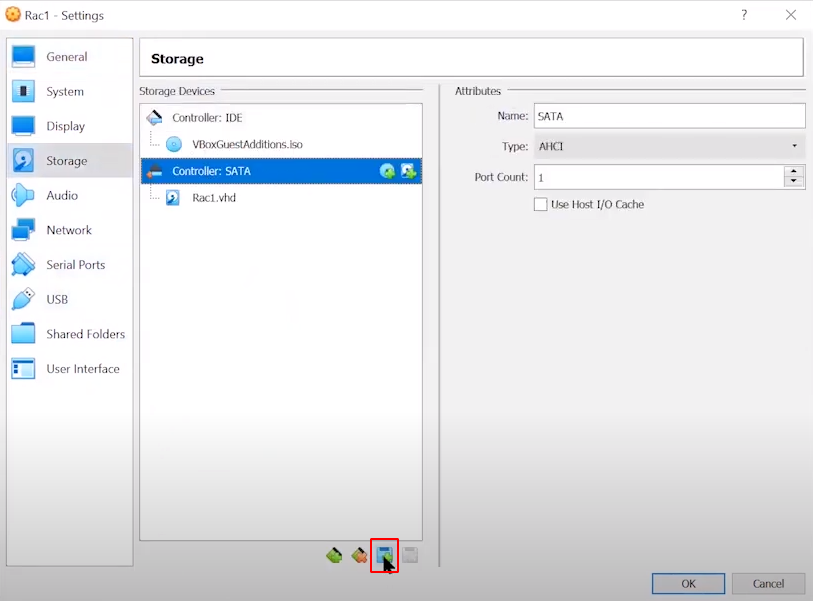 Rac1 - Settings
?
General
System
Display
Storage
Audio
Network
Serial Ports
USB
Shared Folders
User Interface
Storage
Storage Devices
Controller: IDE
VBoxGuestAdditions.iso
Controller: SATA
Rac1.vhd
Attributes
Name: SATA
Type: AHCI
Port Count: 1
Use Host I/O Cache
OK Cancel